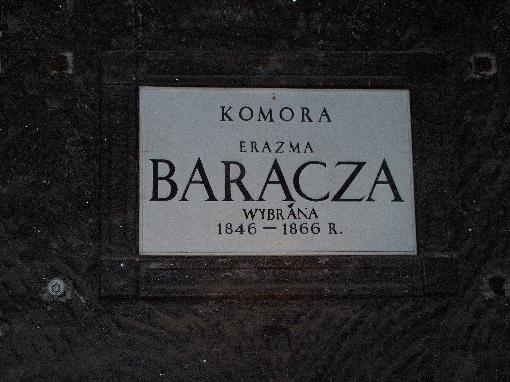 KOMORA
ERAZMA
BARĄCZA
WYBRANA
1846 — 1866 R.